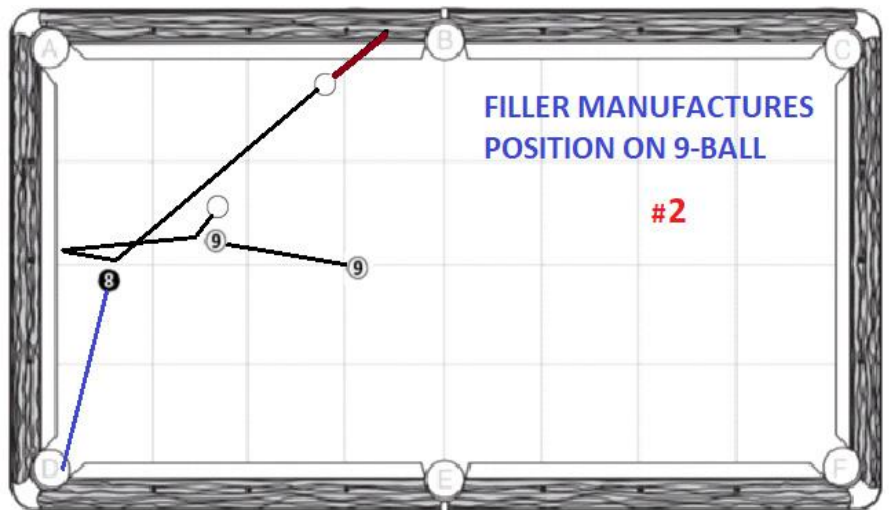 A
B
C
FILLER MANUFACTURES
POSITION ON 9-BALL
#2
9
9
8
D
E
F